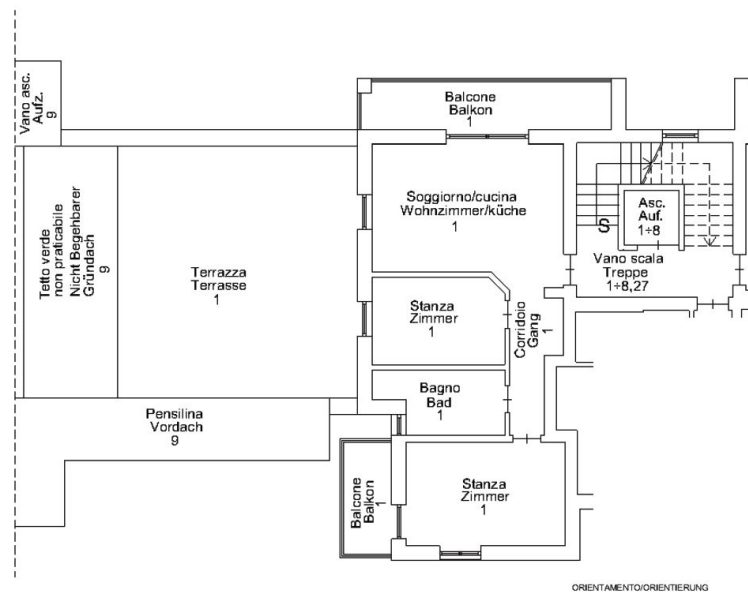 Balcone
Balkon
1
Vano asc.
Aufz.
9
Soggiorno/cucina
Wohnzimmer/küche
1
Asc.
Auf.
1÷8
S
Vano scala
Treppe
1÷8,27
Tetto verde
non praticabile
Nicht Begehbarer
Gründach
9
Terrazza
Terrasse
1
Stanza
Zimmer
1
Corridoio
Gang
1
Bagno
Bad
1
Pensilina
Vordach
9
Balcone
Balkon
1
Stanza
Zimmer
1
ORIENTAMENTO/ORIENTIERUNG